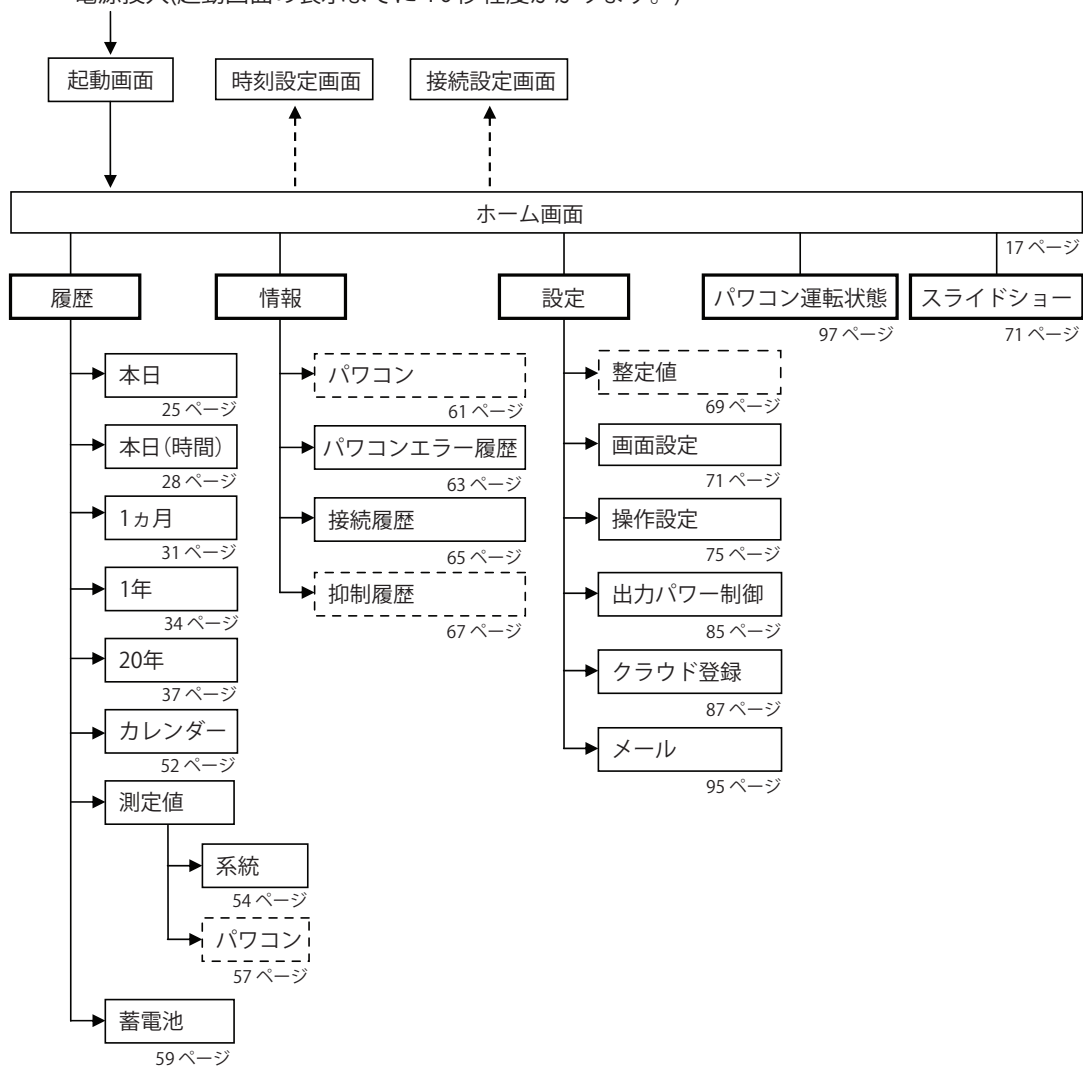 電源投入(起動画面の表示までに 10 秒程度かかります。)
起動画面
時刻設定画面
接続設定画面
ホーム画面
17 ページ
履歴
情報
設定
パワコン運転状態
97 ページ
スライドショー
71 ページ
本日
25 ページ
本日(時間)
28 ページ
1ヵ月
31 ページ
1年
34 ページ
20年
37 ページ
カレンダー
52 ページ
測定値
系統
54 ページ
パワコン
57 ページ
蓄電池
59 ページ
パワコン
61 ページ
パワコンエラー履歴
63 ページ
接続履歴
65 ページ
抑制履歴
67 ページ
整定値
69 ページ
画面設定
71 ページ
操作設定
75 ページ
出力パワー制御
85 ページ
クラウド登録
87 ページ
メール
95 ページ